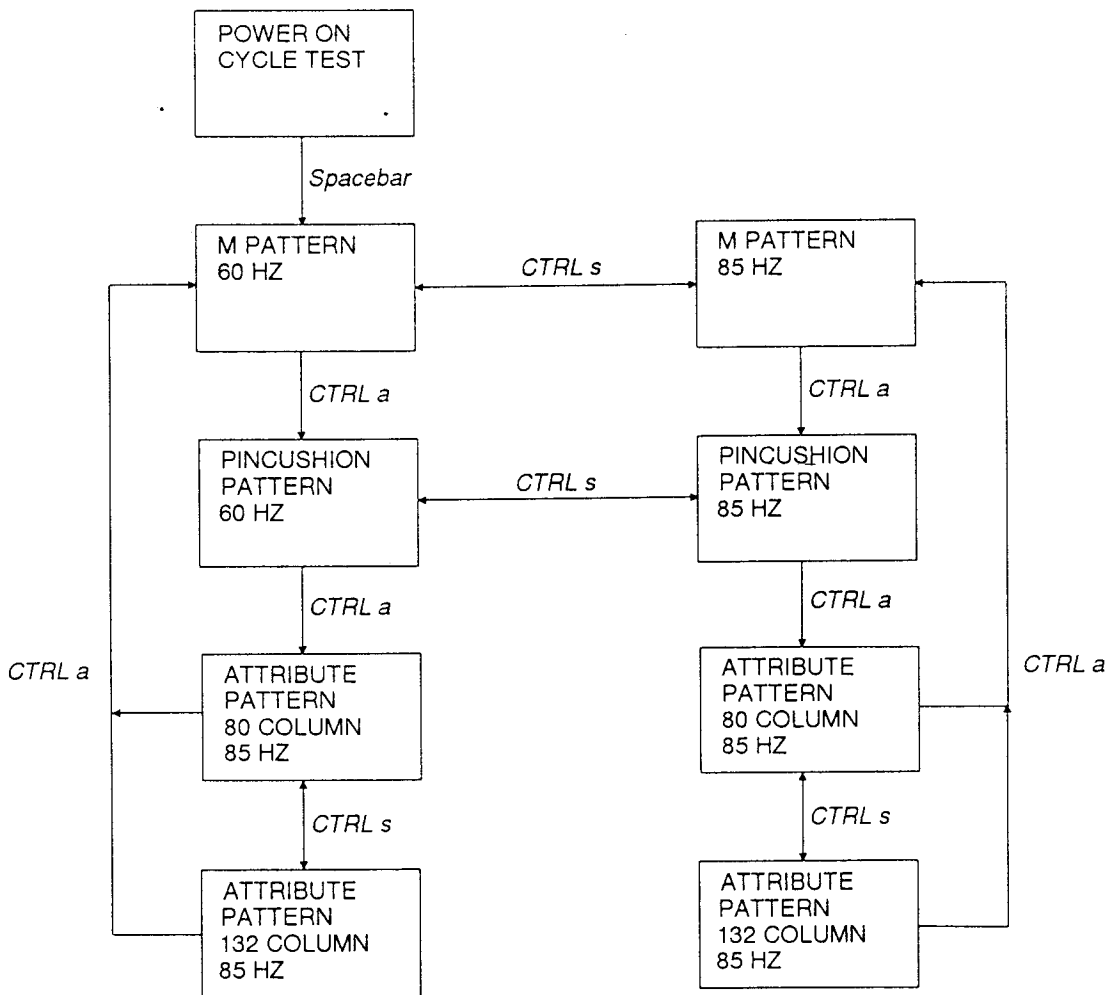 POWER ON
CYCLE TEST
Spacebar
M PATTERN
60 HZ
CTRL s
M PATTERN
85 HZ
CTRL a
CTRL a
PINCUSHION
PATTERN
60 HZ
CTRL s
PINCUSHION
PATTERN
85 HZ
CTRL a
CTRL a
CTRL a
ATTRIBUTE
PATTERN
80 COLUMN
85 HZ
ATTRIBUTE
PATTERN
80 COLUMN
85 HZ
CTRL a
CTRL s
CTRL s
ATTRIBUTE
PATTERN
132 COLUMN
85 HZ
ATTRIBUTE
PATTERN
132 COLUMN
85 HZ